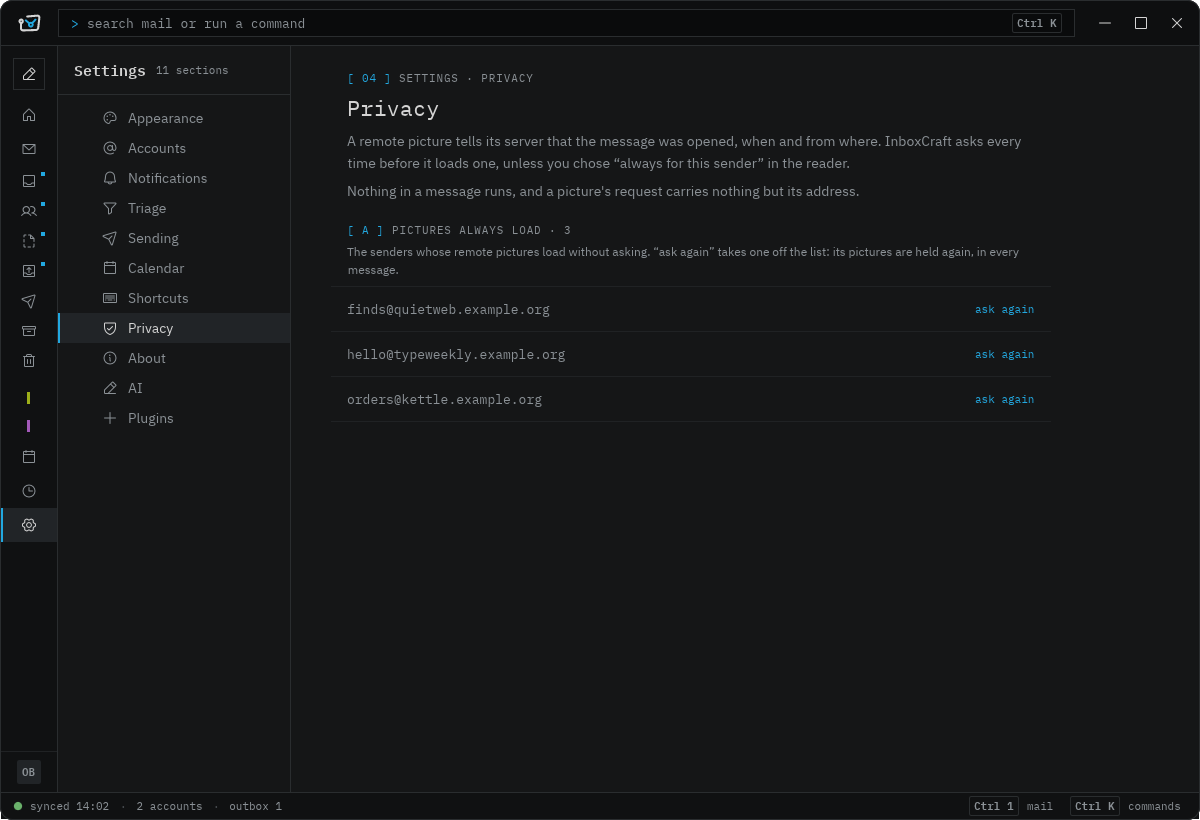 > search mail or run a command Ctrl K
Settings 11 sections
Appearance
Accounts
Notifications
Triage
Sending
Calendar
Shortcuts
Privacy
About
AI
Plugins
[ 04 ] SETTINGS · PRIVACY
Privacy
A remote picture tells its server that the message was opened, when and from where. InboxCraft asks every
time before it loads one, unless you chose “always for this sender” in the reader.
Nothing in a message runs, and a picture's request carries nothing but its address.
[ A ] PICTURES ALWAYS LOAD · 3
The senders whose remote pictures load without asking. “ask again” takes one off the list: its pictures are held again, in every
message.
finds@quietweb.example.org ask again
hello@typeweekly.example.org ask again
orders@kettle.example.org ask again
OB
synced 14:02 · 2 accounts · outbox 1 Ctrl 1 mail Ctrl K commands